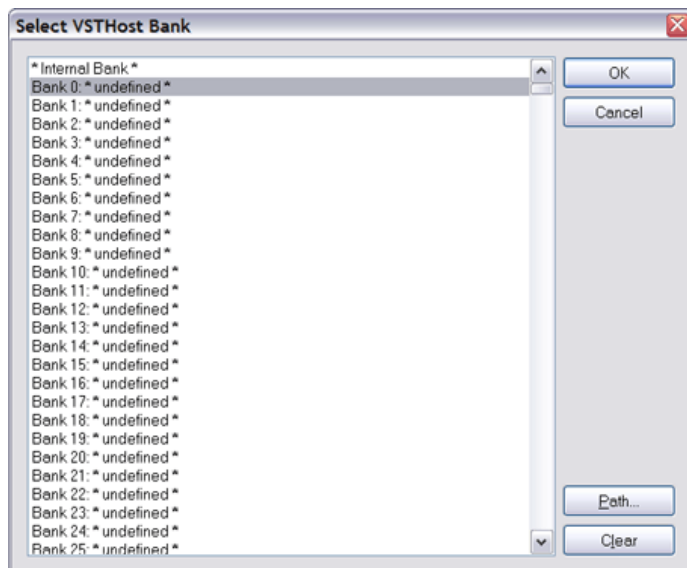 Select VSTHost Bank
* Internal Bank *
Bank 0: * undefined *
Bank 1: * undefined *
Bank 2: * undefined *
Bank 3: * undefined *
Bank 4: * undefined *
Bank 5: * undefined *
Bank 6: * undefined *
Bank 7: * undefined *
Bank 8: * undefined *
Bank 9: * undefined *
Bank 10: * undefined *
Bank 11: * undefined *
Bank 12: * undefined *
Bank 13: * undefined *
Bank 14: * undefined *
Bank 15: * undefined *
Bank 16: * undefined *
Bank 17: * undefined *
Bank 18: * undefined *
Bank 19: * undefined *
Bank 20: * undefined *
Bank 21: * undefined *
Bank 22: * undefined *
Bank 23: * undefined *
Bank 24: * undefined *
Bank 25: * undefined *
OK
Cancel
Path...
Clear